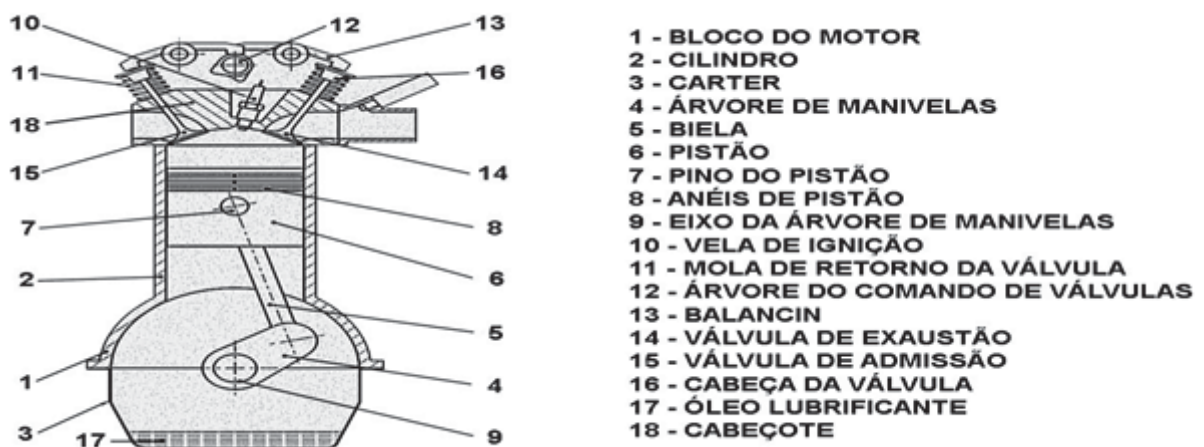 10
12
13
11
16
18
15
14
7
8
2
6
5
1
4
3
17
9
1 - BLOCO DO MOTOR
2 - CILINDRO
3 - CARTER
4 - ÁRVORE DE MANIVELAS
5 - BIELA
6 - PISTÃO
7 - PINO DO PISTÃO
8 - ANÉIS DE PISTÃO
9 - EIXO DA ÁRVORE DE MANIVELAS
10 - VELA DE IGNIÇÃO
11 - MOLA DE RETORNO DA VÁLVULA
12 - ÁRVORE DO COMANDO DE VÁLVULAS
13 - BALANCIN
14 - VÁLVULA DE EXAUSTÃO
15 - VÁLVULA DE ADMISSÃO
16 - CABEÇA DA VÁLVULA
17 - ÓLEO LUBRIFICANTE
18 - CABEÇOTE